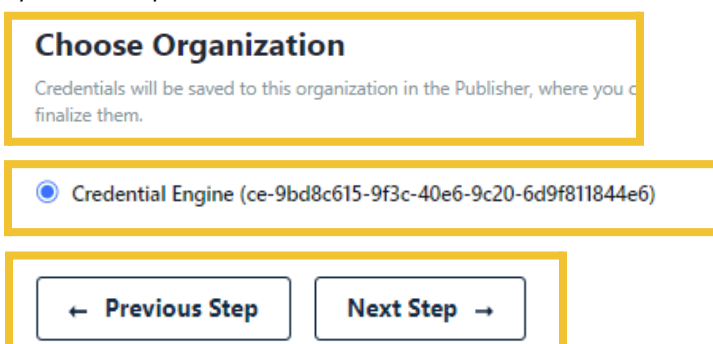 Choose Organization
Credentials will be saved to this organization in the Publisher, where you
finalize them.
Credential Engine (ce-9bd8c615-9f3c-40e6-9c20-6d9f811844e6)
← Previous Step
Next Step →